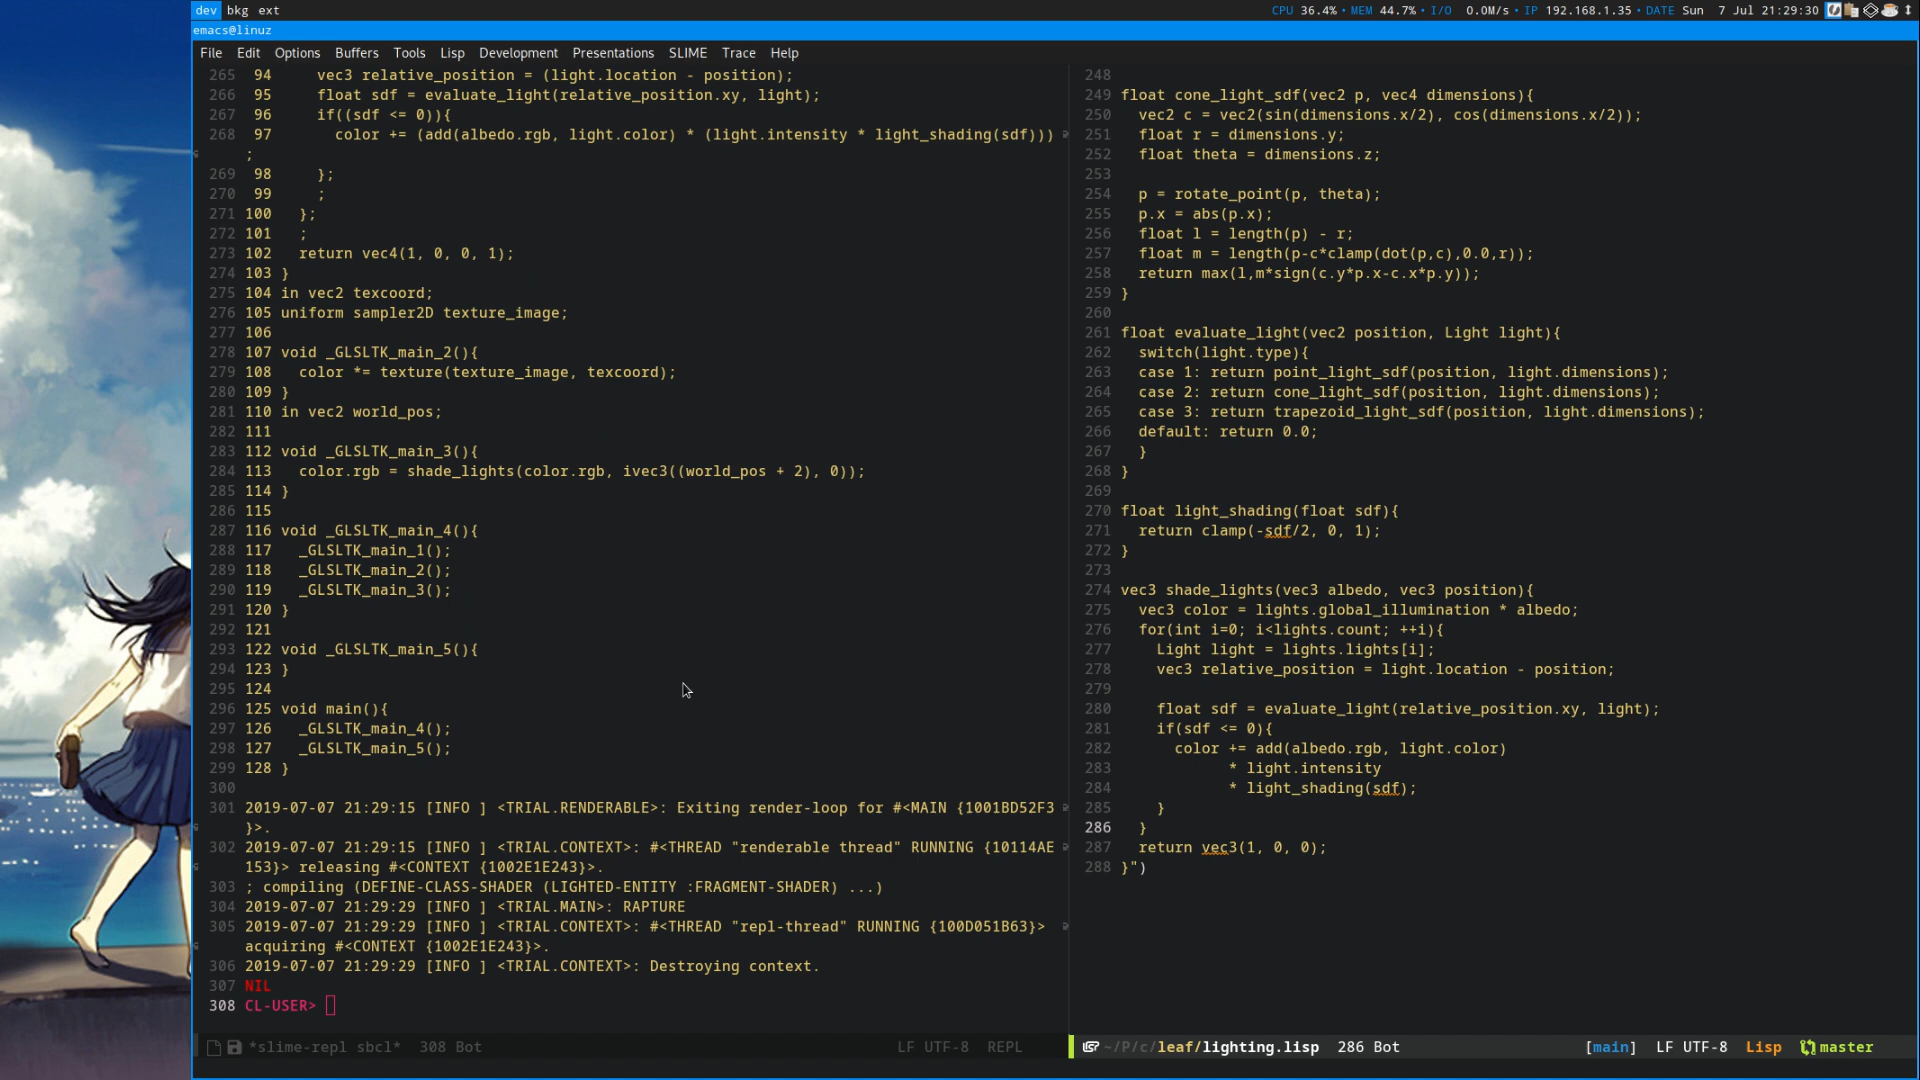 dev bkg ext
CPU 36.4% • MEM 44.7% • I/O 0.0M/s • IP 192.168.1.35 • DATE Sun 7 Jul 21:29:30
emacs@linuz
File Edit Options Buffers Tools Lisp Development Presentations SLIME Trace Help
265 94 vec3 relative_position = (light.location - position);
266 95 float sdf = evaluate_light(relative_position.xy, light);
267 96 if((sdf <= 0)){
268 97 color += (add(albedo.rgb, light.color) * (light.intensity * light_shading(sdf)))
;
269 98 };
270 99 ;
271 100 };
272 101 ;
273 102 return vec4(1, 0, 0, 1);
274 103 }
275 104 in vec2 texcoord;
276 105 uniform sampler2D texture_image;
277 106
278 107 void _GLSLTK_main_2(){
279 108 color *= texture(texture_image, texcoord);
280 109 }
281 110 in vec2 world_pos;
282 111
283 112 void _GLSLTK_main_3(){
284 113 color.rgb = shade_lights(color.rgb, ivec3((world_pos + 2), 0));
285 114 }
286 115
287 116 void _GLSLTK_main_4(){
288 117 _GLSLTK_main_1();
289 118 _GLSLTK_main_2();
290 119 _GLSLTK_main_3();
291 120 }
292 121
293 122 void _GLSLTK_main_5(){
294 123 }
295 124
296 125 void main(){
297 126 _GLSLTK_main_4();
298 127 _GLSLTK_main_5();
299 128 }
300
301 2019-07-07 21:29:15 [INFO ] <TRIAL.RENDERABLE>: Exiting render-loop for #<MAIN {1001BD52F3
}>.
302 2019-07-07 21:29:15 [INFO ] <TRIAL.CONTEXT>: #<THREAD "renderable thread" RUNNING {10114AE
153}> releasing #<CONTEXT {1002E1E243}>.
303 ; compiling (DEFINE-CLASS-SHADER (LIGHTED-ENTITY :FRAGMENT-SHADER) ...)
304 2019-07-07 21:29:29 [INFO ] <TRIAL.MAIN>: RAPTURE
305 2019-07-07 21:29:29 [INFO ] <TRIAL.CONTEXT>: #<THREAD "repl-thread" RUNNING {100D051B63}>
acquiring #<CONTEXT {1002E1E243}>.
306 2019-07-07 21:29:29 [INFO ] <TRIAL.CONTEXT>: Destroying context.
307 NIL
308 CL-USER>
*slime-repl sbcl* 308 Bot LF UTF-8 REPL
248
249 float cone_light_sdf(vec2 p, vec4 dimensions){
250 vec2 c = vec2(sin(dimensions.x/2), cos(dimensions.x/2));
251 float r = dimensions.y;
252 float theta = dimensions.z;
253
254 p = rotate_point(p, theta);
255 p.x = abs(p.x);
256 float l = length(p) - r;
257 float m = length(p-c*clamp(dot(p,c),0.0,r));
258 return max(l,m*sign(c.y*p.x-c.x*p.y));
259 }
260
261 float evaluate_light(vec2 position, Light light){
262 switch(light.type){
263 case 1: return point_light_sdf(position, light.dimensions);
264 case 2: return cone_light_sdf(position, light.dimensions);
265 case 3: return trapezoid_light_sdf(position, light.dimensions);
266 default: return 0.0;
267 }
268 }
269
270 float light_shading(float sdf){
271 return clamp(-sdf/2, 0, 1);
272 }
273
274 vec3 shade_lights(vec3 albedo, vec3 position){
275 vec3 color = lights.global_illumination * albedo;
276 for(int i=0; i<lights.count; ++i){
277 Light light = lights.lights[i];
278 vec3 relative_position = light.location - position;
279
280 float sdf = evaluate_light(relative_position.xy, light);
281 if(sdf <= 0){
282 color += add(albedo.rgb, light.color)
283 * light.intensity
284 * light_shading(sdf);
285 }
286 }
287 return vec3(1, 0, 0);
288 }")
~/P/c/leaf/lighting.lisp 286 Bot [main] LF UTF-8 Lisp master